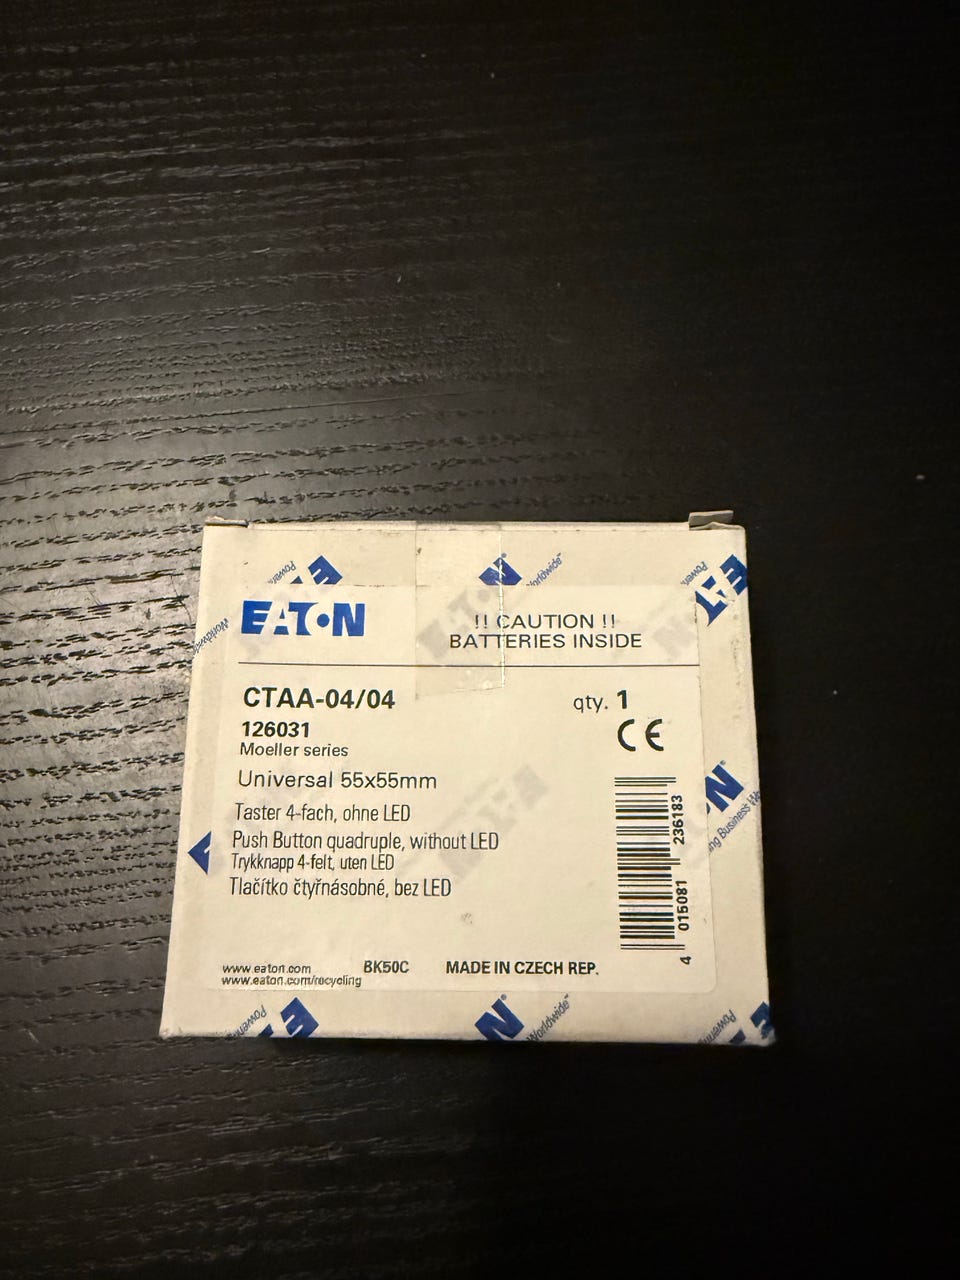 EATON
!! CAUTION !!
BATTERIES INSIDE
CTAA-04/04
qty. 1
126031
Moeller series
CE
Universal 55x55mm
Taster 4-fach, ohne LED
Push Button quadruple, without LED
Trykknapp 4-felt, uten LED
Tlačítko čtyřnásobné, bez LED
4 015081 236183
www.eaton.com
BK50C
MADE IN CZECH REP.
www.eaton.com/recycling
Worldwide™
Worldwide™